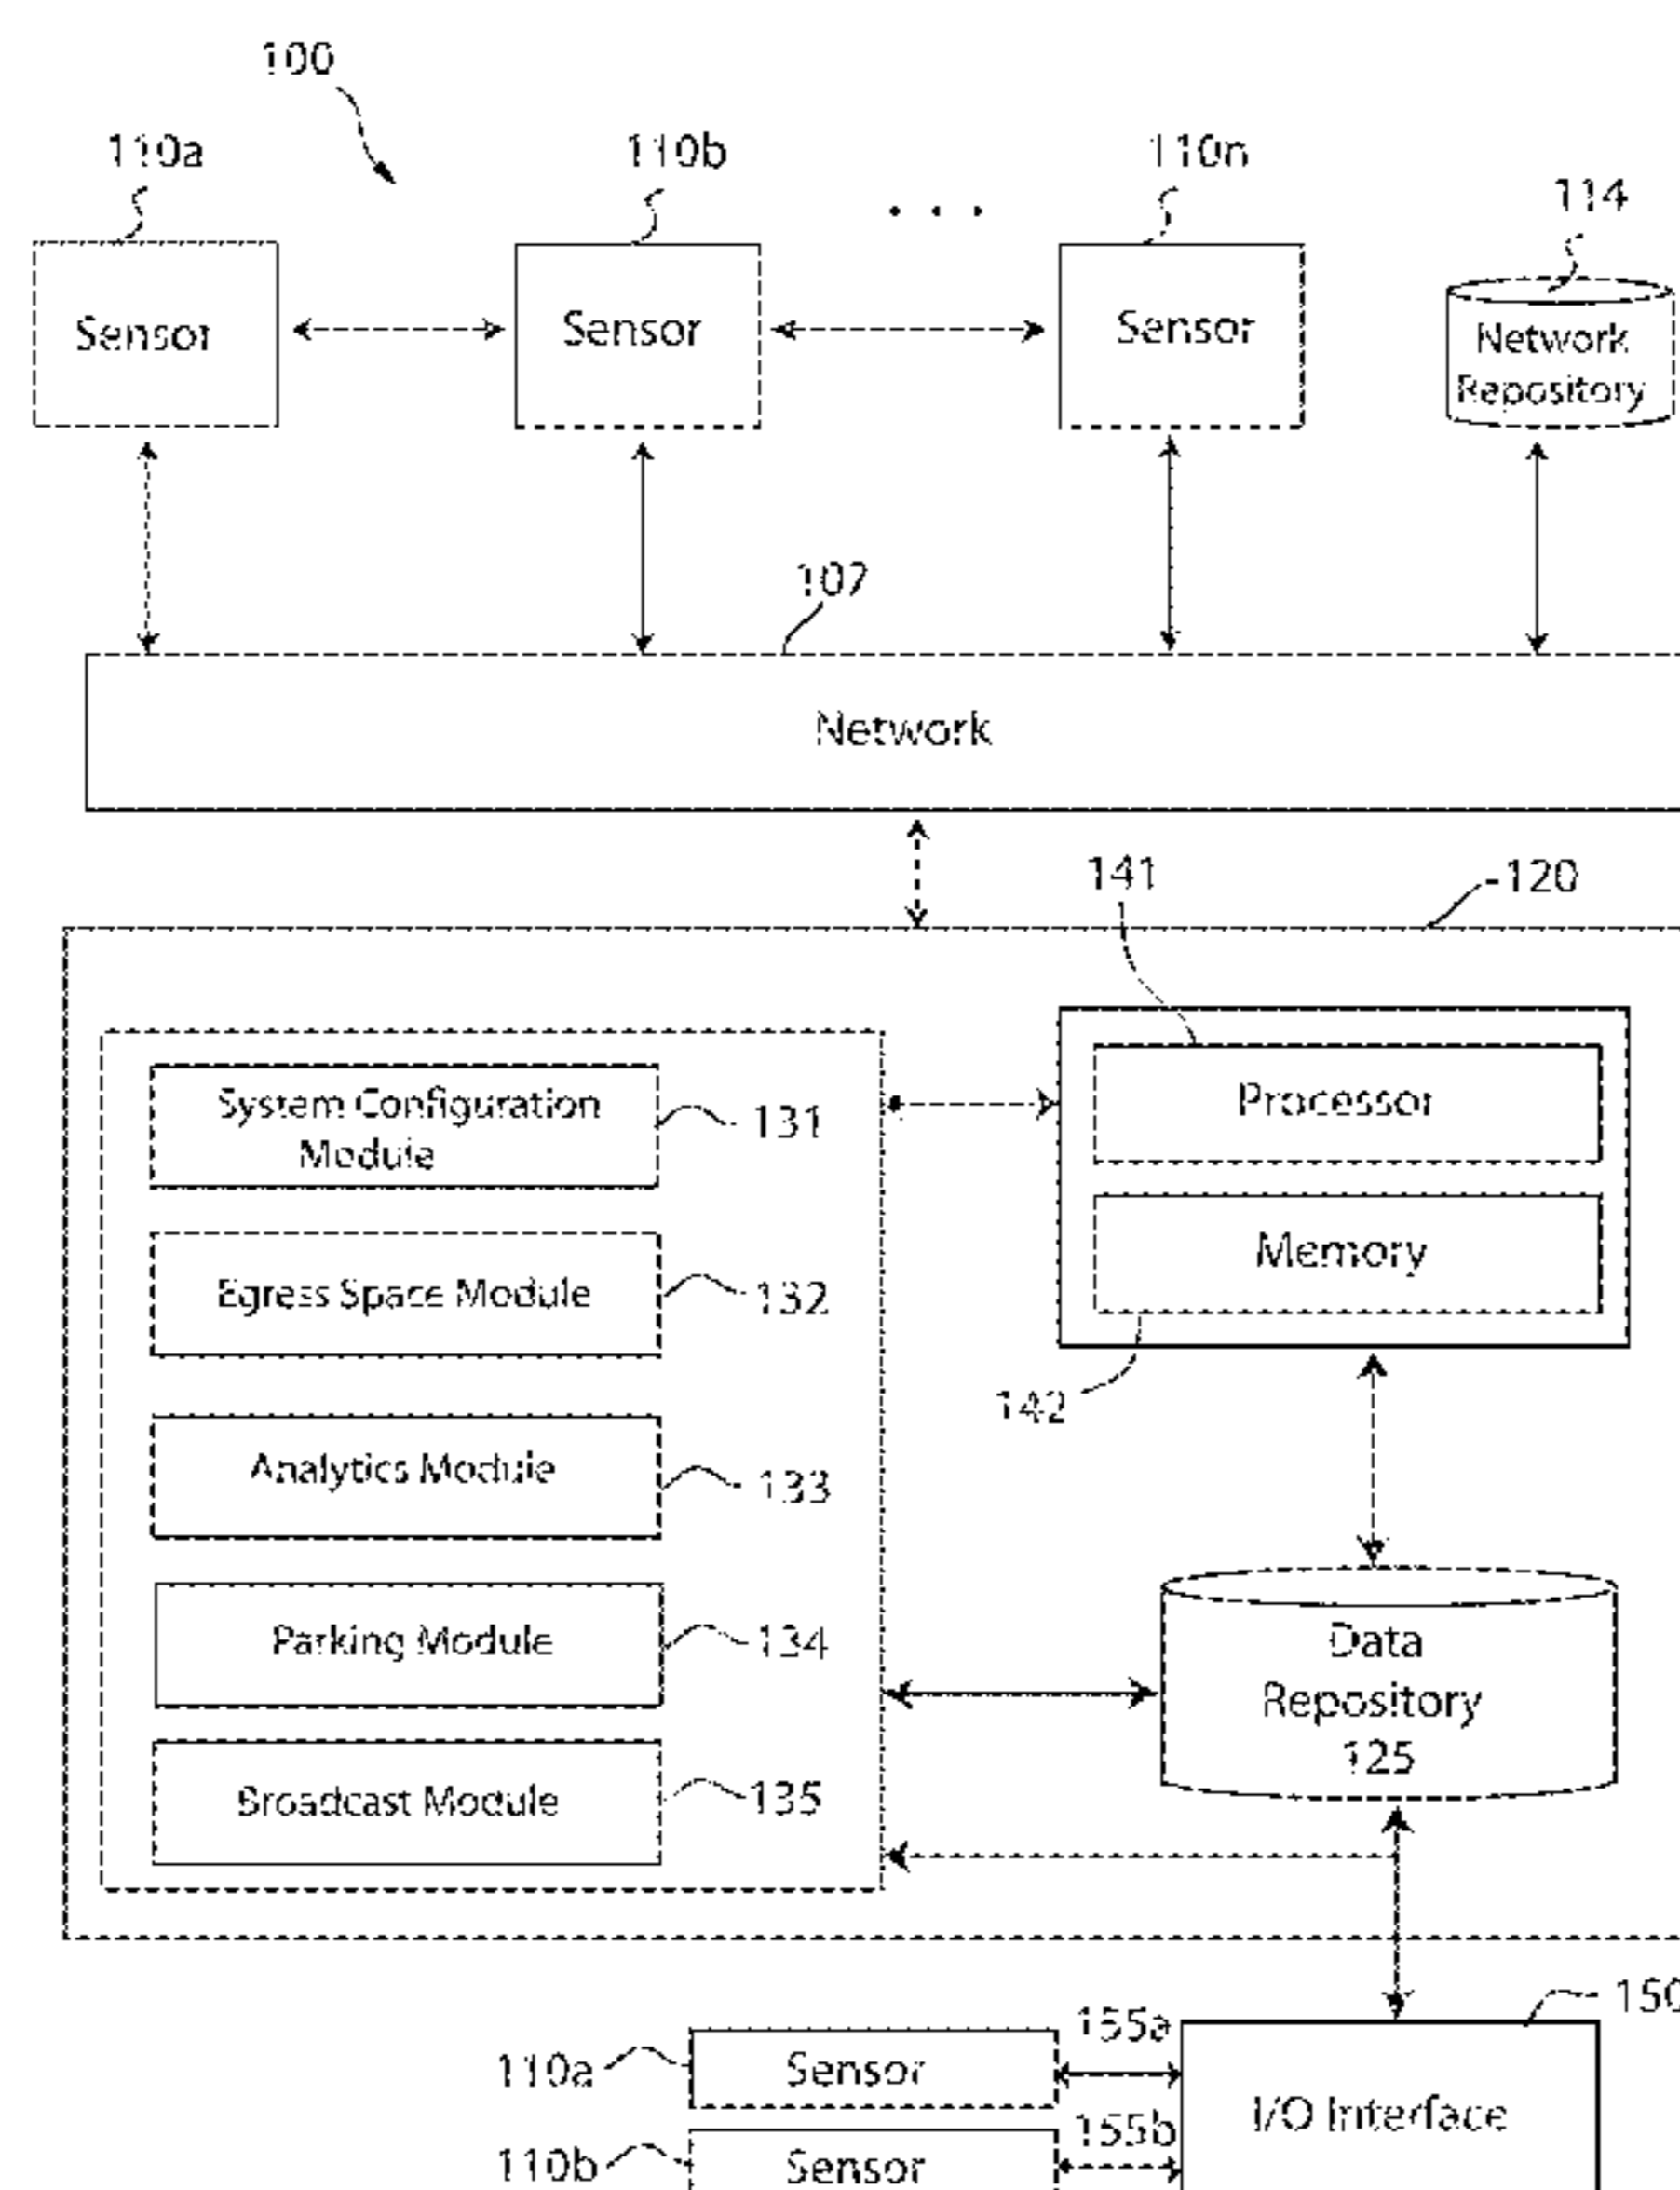 100
110a
110b
110n
. . .
114
Sensor
Sensor
Sensor
Network
Repository
107
Network
141
120
System Configuration
Module
131
Processor
Egress Space Module
132
Memory
142
Analytics Module
133
Parking Module
134
Data
Repository
125
Broadcast Module
135
150
110a
Sensor
155a
I/O Interface
110b
Sensor
155b